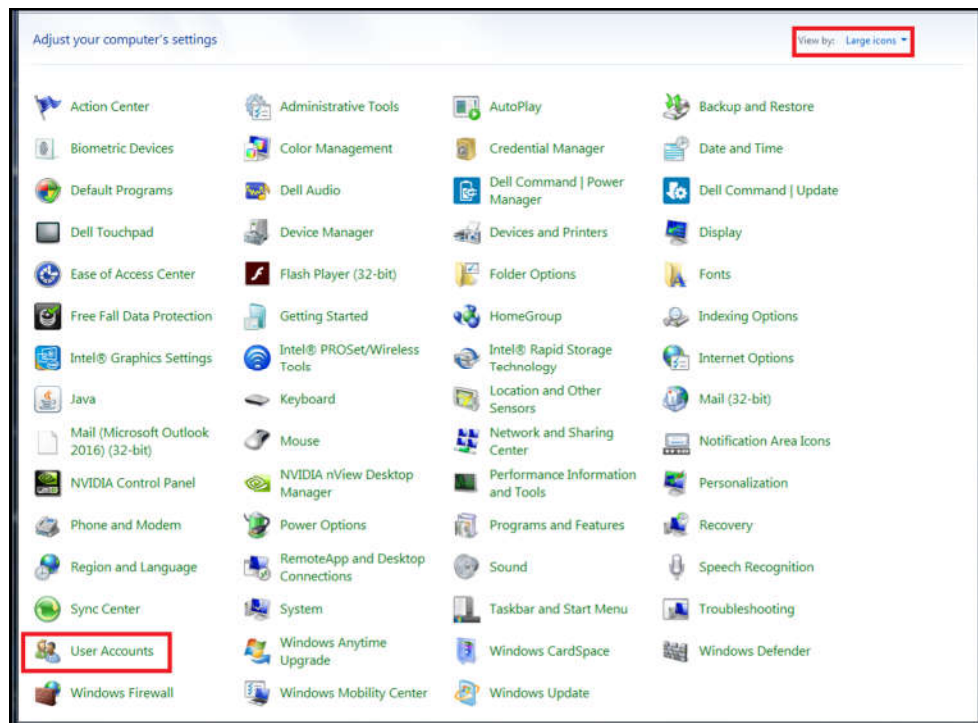 Adjust your computer's settings
View by: Large icons
Action Center
Administrative Tools
AutoPlay
Backup and Restore
Biometric Devices
Color Management
Credential Manager
Date and Time
Default Programs
Dell Audio
Dell Command | Power
Manager
Dell Command | Update
Dell Touchpad
Device Manager
Devices and Printers
Display
Ease of Access Center
Flash Player (32-bit)
Folder Options
Fonts
Free Fall Data Protection
Getting Started
HomeGroup
Indexing Options
Intel® Graphics Settings
Intel® PROSet/Wireless
Tools
Intel® Rapid Storage
Technology
Internet Options
Java
Keyboard
Location and Other
Sensors
Mail (32-bit)
Mail (Microsoft Outlook
2016) (32-bit)
Mouse
Network and Sharing
Center
Notification Area Icons
NVIDIA Control Panel
NVIDIA nView Desktop
Manager
Performance Information
and Tools
Personalization
Phone and Modem
Power Options
Programs and Features
Recovery
Region and Language
RemoteApp and Desktop
Connections
Sound
Speech Recognition
Sync Center
System
Taskbar and Start Menu
Troubleshooting
User Accounts
Windows Anytime
Upgrade
Windows CardSpace
Windows Defender
Windows Firewall
Windows Mobility Center
Windows Update